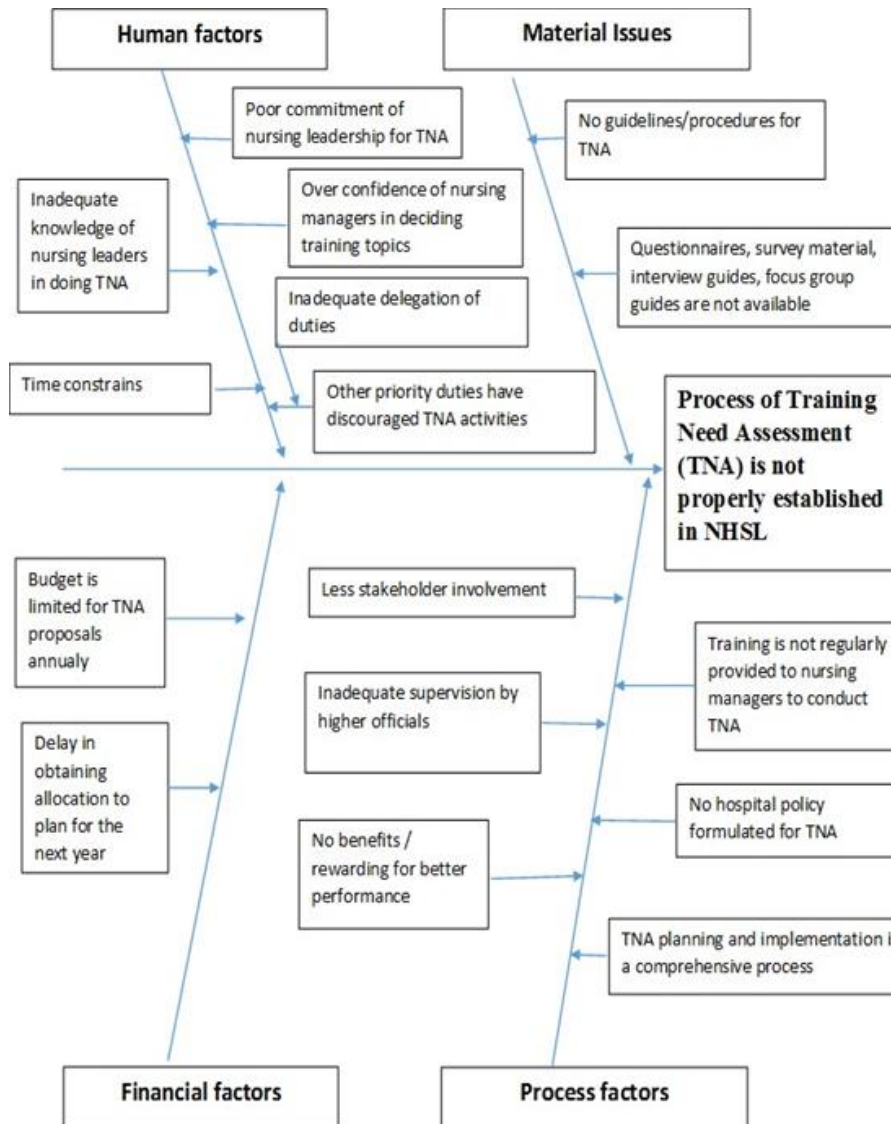 Human factors
Material Issues
Poor commitment of
nursing leadership for TNA
No guidelines/procedures for
TNA
Inadequate
knowledge of
nursing leaders
in doing TNA
Over confidence of nursing
managers in deciding
training topics
Questionnaires, survey material,
interview guides, focus group
guides are not available
Inadequate delegation of
duties
Time constrains
Other priority duties have
discouraged TNA activities
Process of Training
Need Assessment
(TNA) is not
properly established
in NHSL
Budget is
limited for TNA
proposals
annualy
Less stakeholder involvement
Training is not regularly
provided to nursing
managers to conduct
TNA
Inadequate supervision by
higher officials
Delay in
obtaining
allocation to
plan for the
next year
No hospital policy
formulated for TNA
No benefits /
rewarding for better
performance
TNA planning and implementation
a comprehensive process
Financial factors
Process factors